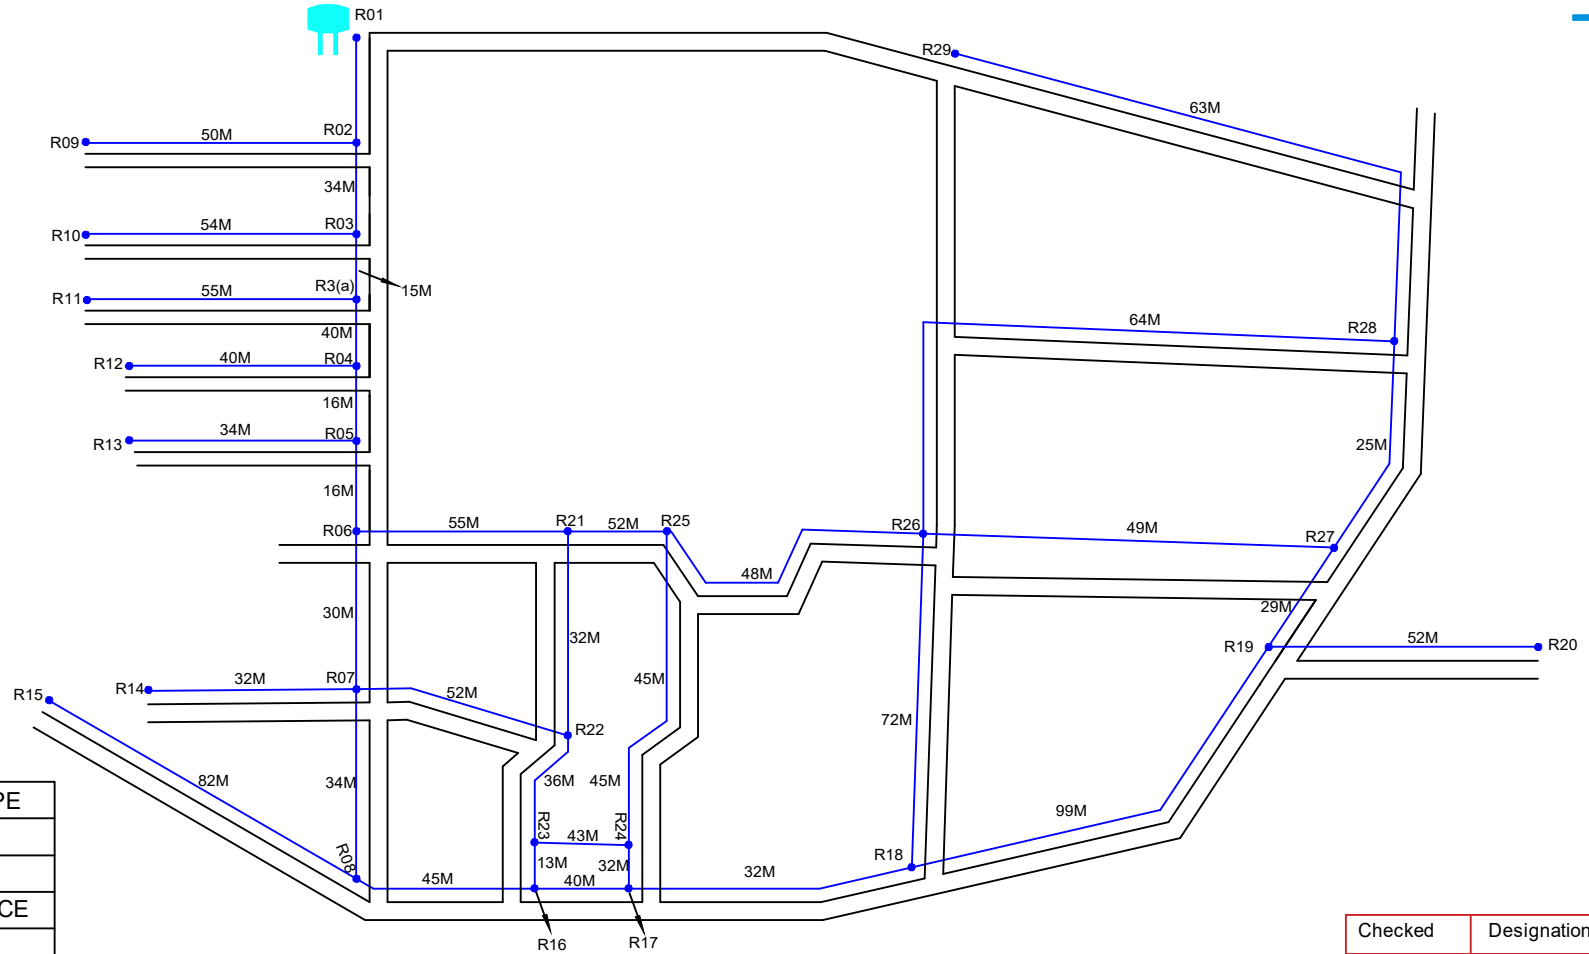 R01
R29
63M
R09
50M
R02
34M
R10
54M
R03
R11
55M
R3(a)
15M
40M
R12
40M
R04
16M
R13
34M
R05
16M
64M
R28
25M
R06
55M
R21
52M
R25
48M
R26
49M
R27
29M
30M
32M
45M
R19
52M
R20
R15
R14
32M
R07
52M
R22
72M
82M
34M
36M
45M
99M
R23
43M
R24
R08
13M
32M
R18
45M
40M
32M
R16
R17
PE
CE
Checked
Designation